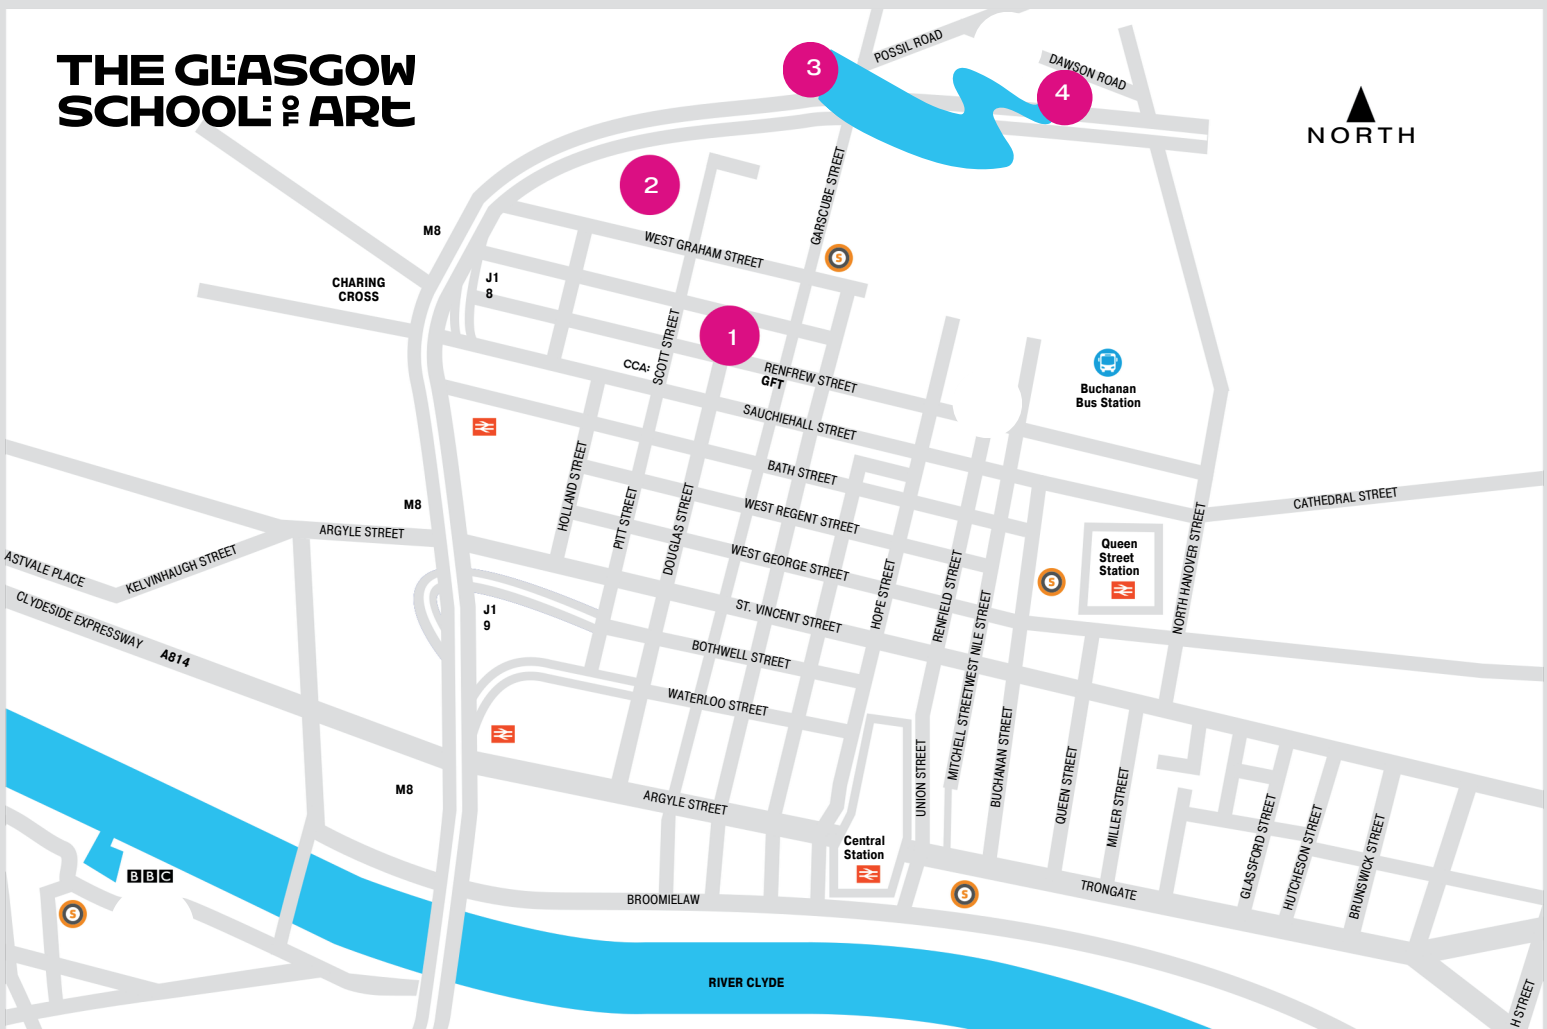 THE GLASGOW
SCHOOL OF ART
POSSIL ROAD
3
DAWSON ROAD
4
NORTH
GARSCUBE STREET
2
M8
WEST GRAHAM STREET
S
CHARING
CROSS
J1
8
SCOTT STREET
1
CCA:
RENFREW STREET
GFT
Buchanan
Bus Station
SAUCHIEHALL STREET
BATH STREET
HOLLAND STREET
PITT STREET
DOUGLAS STREET
WEST REGENT STREET
M8
ARGYLE STREET
CATHEDRAL STREET
ASTVALE PLACE
KELVINHAUGH STREET
WEST GEORGE STREET
HOPE STREET
RENFIELD STREET
Queen
Street
Station
S
NORTH HANOVER STREET
CLYDESIDE EXPRESSWAY
A814
J1
9
ST. VINCENT STREET
BOTHWELL STREET
WEST NILE STREET
MITCHELL STREET
WATERLOO STREET
BUCHANAN STREET
UNION STREET
QUEEN STREET
MILLER STREET
M8
ARGYLE STREET
GLASSFORD STREET
HUTCHESON STREET
BRUNSWICK STREET
Central
Station
BBC
S
BROOMIELAW
S
TRONGATE
RIVER CLYDE
H STREET